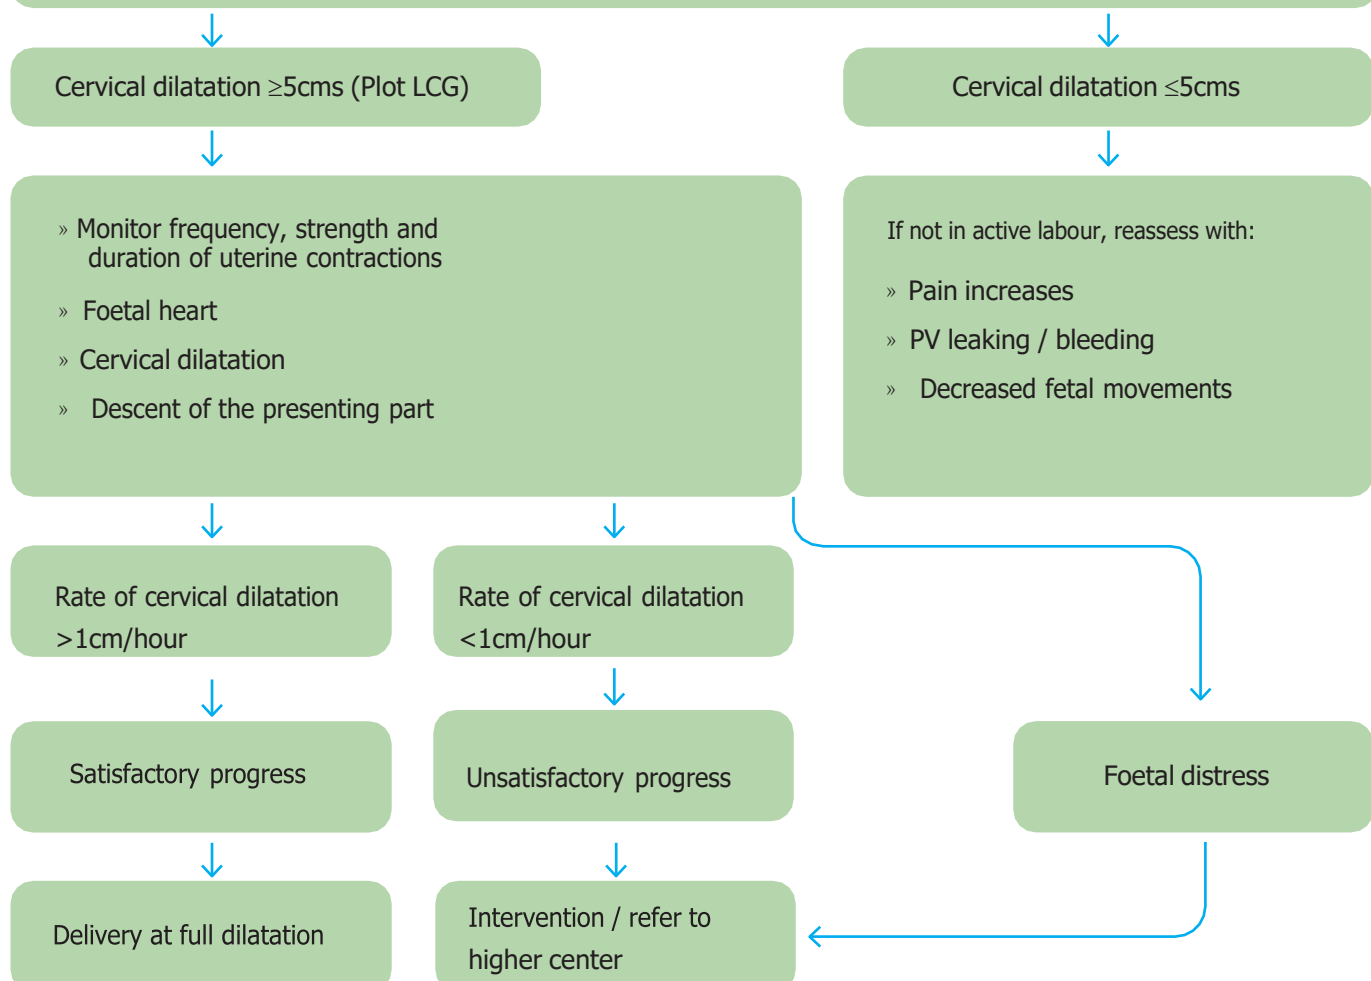 Cervical dilatation ≥5cms (Plot LCG)
Cervical dilatation ≤5cms
» Monitor frequency, strength and
duration of uterine contractions
» Foetal heart
» Cervical dilatation
» Descent of the presenting part
If not in active labour, reassess with:
» Pain increases
» PV leaking / bleeding
» Decreased fetal movements
Rate of cervical dilatation
>1cm/hour
Rate of cervical dilatation
<1cm/hour
Satisfactory progress
Unsatisfactory progress
Foetal distress
Delivery at full dilatation
Intervention / refer to
higher center